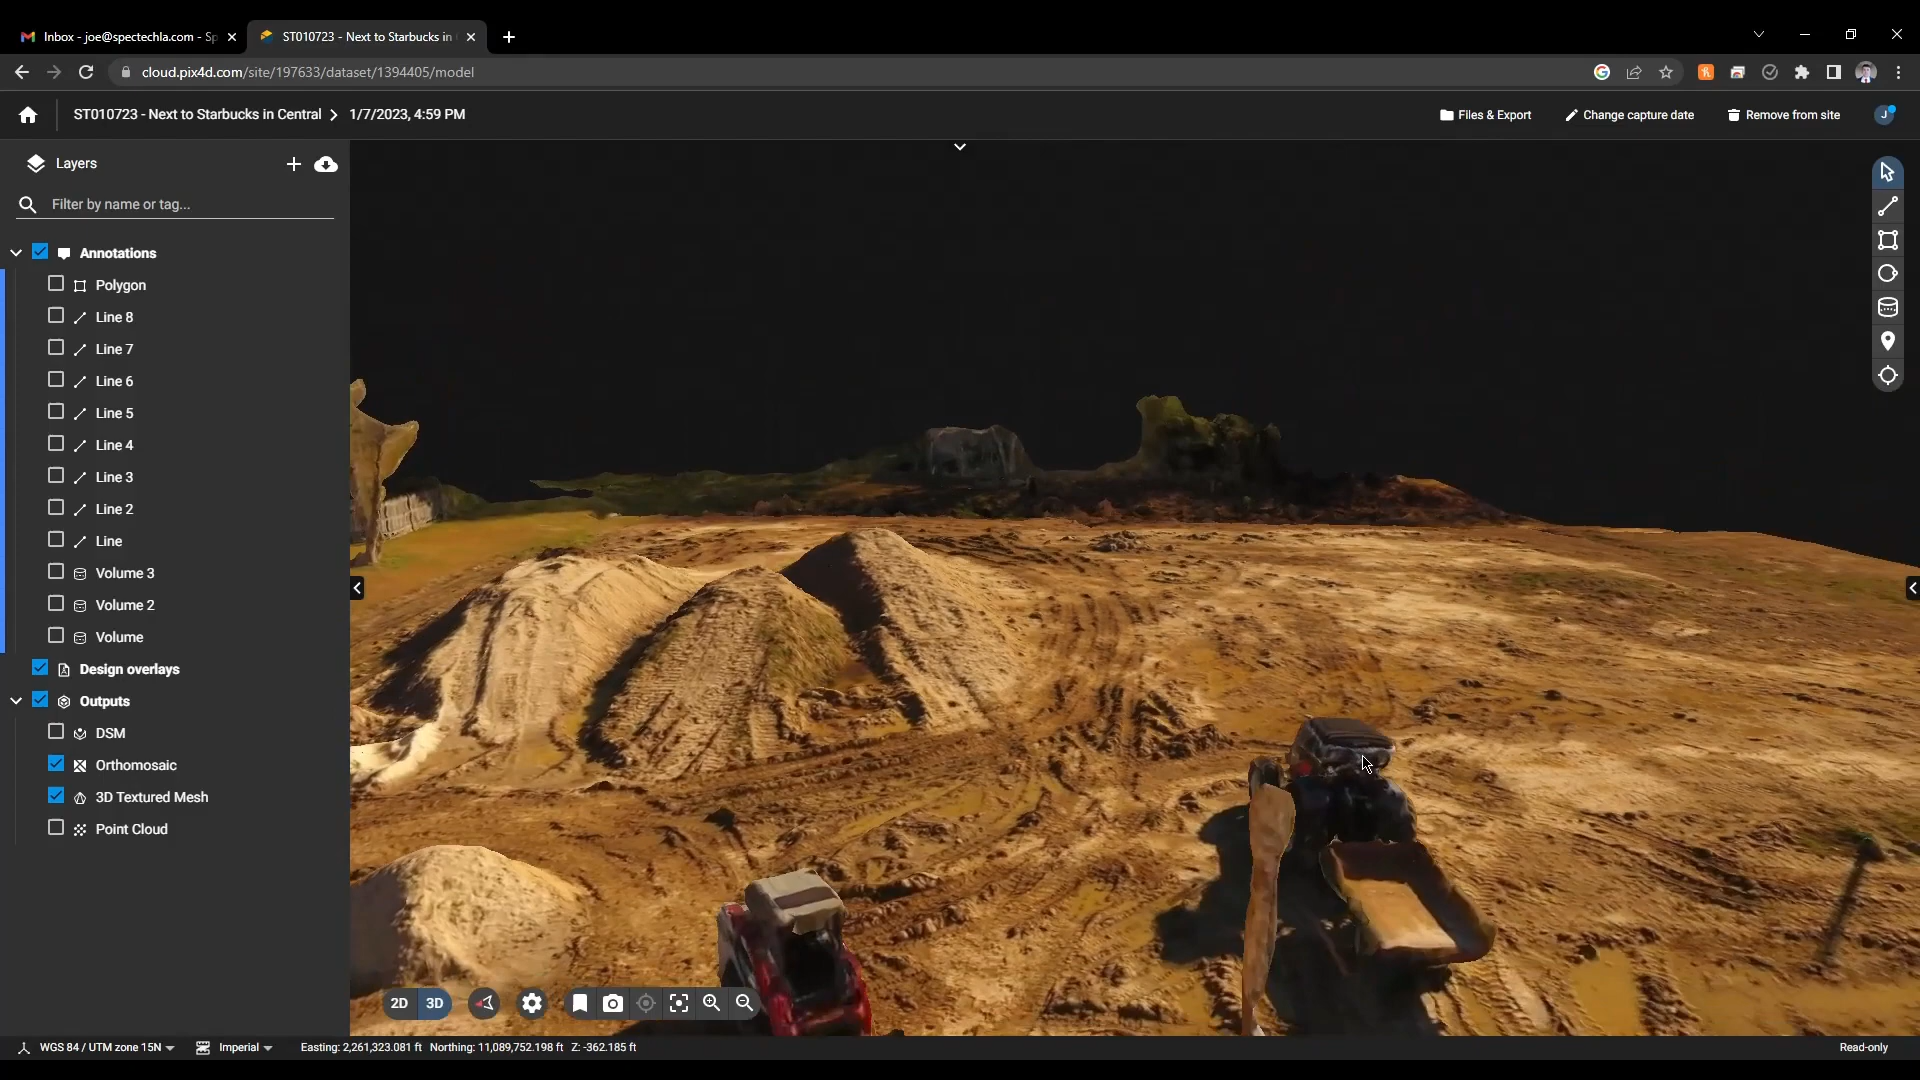 Inbox - joe@spectechla.com - Sp
ST010723 - Next to Starbucks in
cloud.pix4d.com/site/197633/dataset/1394405/model
ST010723 - Next to Starbucks in Central
1/7/2023, 4:59 PM
Files & Export
Change capture date
Remove from site
J
Layers
Filter by name or tag...
Annotations
Polygon
Line 8
Line 7
Line 6
Line 5
Line 4
Line 3
Line 2
Line
Volume 3
Volume 2
Volume
Design overlays
Outputs
DSM
Orthomosaic
3D Textured Mesh
Point Cloud
2D 3D
WGS 84 / UTM zone 15N
Imperial
Easting: 2,261,323.081 ft Northing: 11,089,752.198 ft Z: -362.185 ft
Read-only